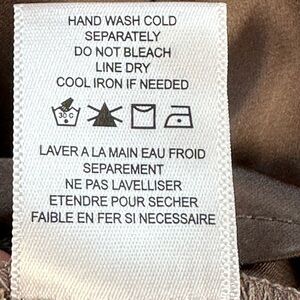 HAND WASH COLD
SEPARATELY
DO NOT BLEACH
LINE DRY
COOL IRON IF NEEDED
30 C
LAVER A LA MAIN EAU FROID
SEPAREMENT
NE PAS LAVELLISER
ETENDRE POUR SECHER
FAIBLE EN FER SI NECESSAIRE